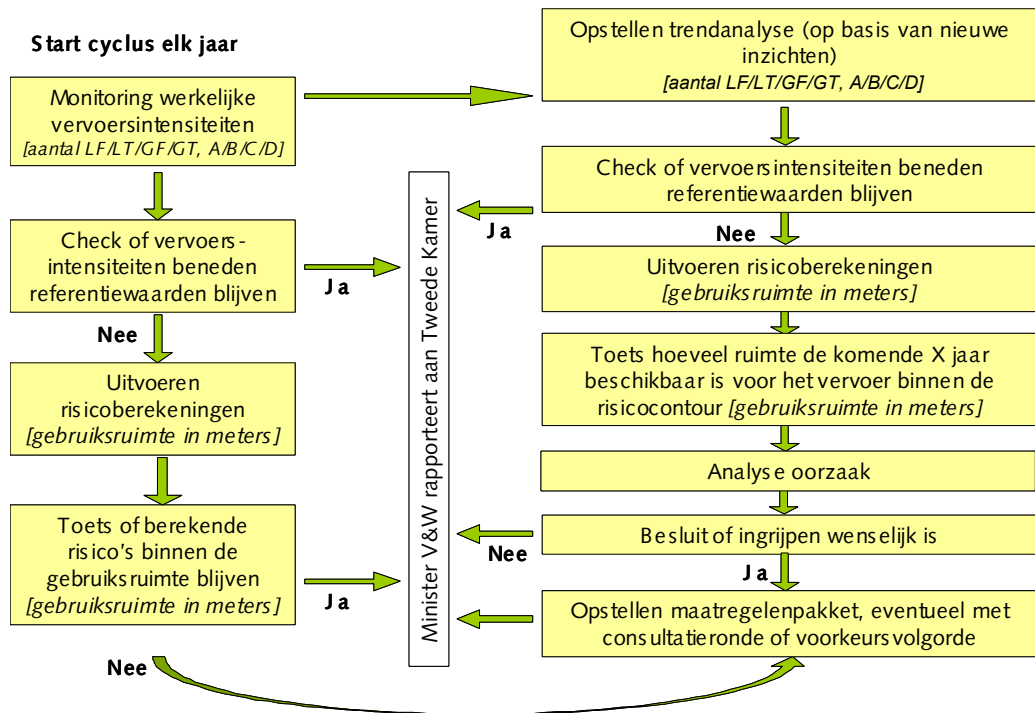 Start cyclus elk jaar
Monitoring werkelijke
vervoersintensiteiten
[aantal LF/LT/GF/GT, A/B/C/D]
Check of vervoers-
intensiteiten beneden
referentiewaarden blijven
Ja
Nee
Uitvoeren
risicoberekeningen
[gebruiksruimte in meters]
Toets of berekende
risico's binnen de
gebruiksruimte blijven
[gebruiksruimte in meters]
Ja
Nee
Minister V&W rapporteert aan Tweede Kamer
Opstellen trendanalyse (op basis van nieuwe
inzichten)
[aantal LF/LT/GF/GT, A/B/C/D]
Check of vervoersintensiteiten beneden
referentiewaarden blijven
Ja
Nee
Uitvoeren risicoberekeningen
[gebruiksruimte in meters]
Toets hoeveel ruimte de komende X jaar
beschikbaar is voor het vervoer binnen de
risicocontour [gebruiksruimte in meters]
Analyse oorzaak
Besluit of ingrijpen wenselijk is
Nee
Ja
Opstellen maatregelenpakket, eventueel met
consultatieronde of voorkeursvolgorde